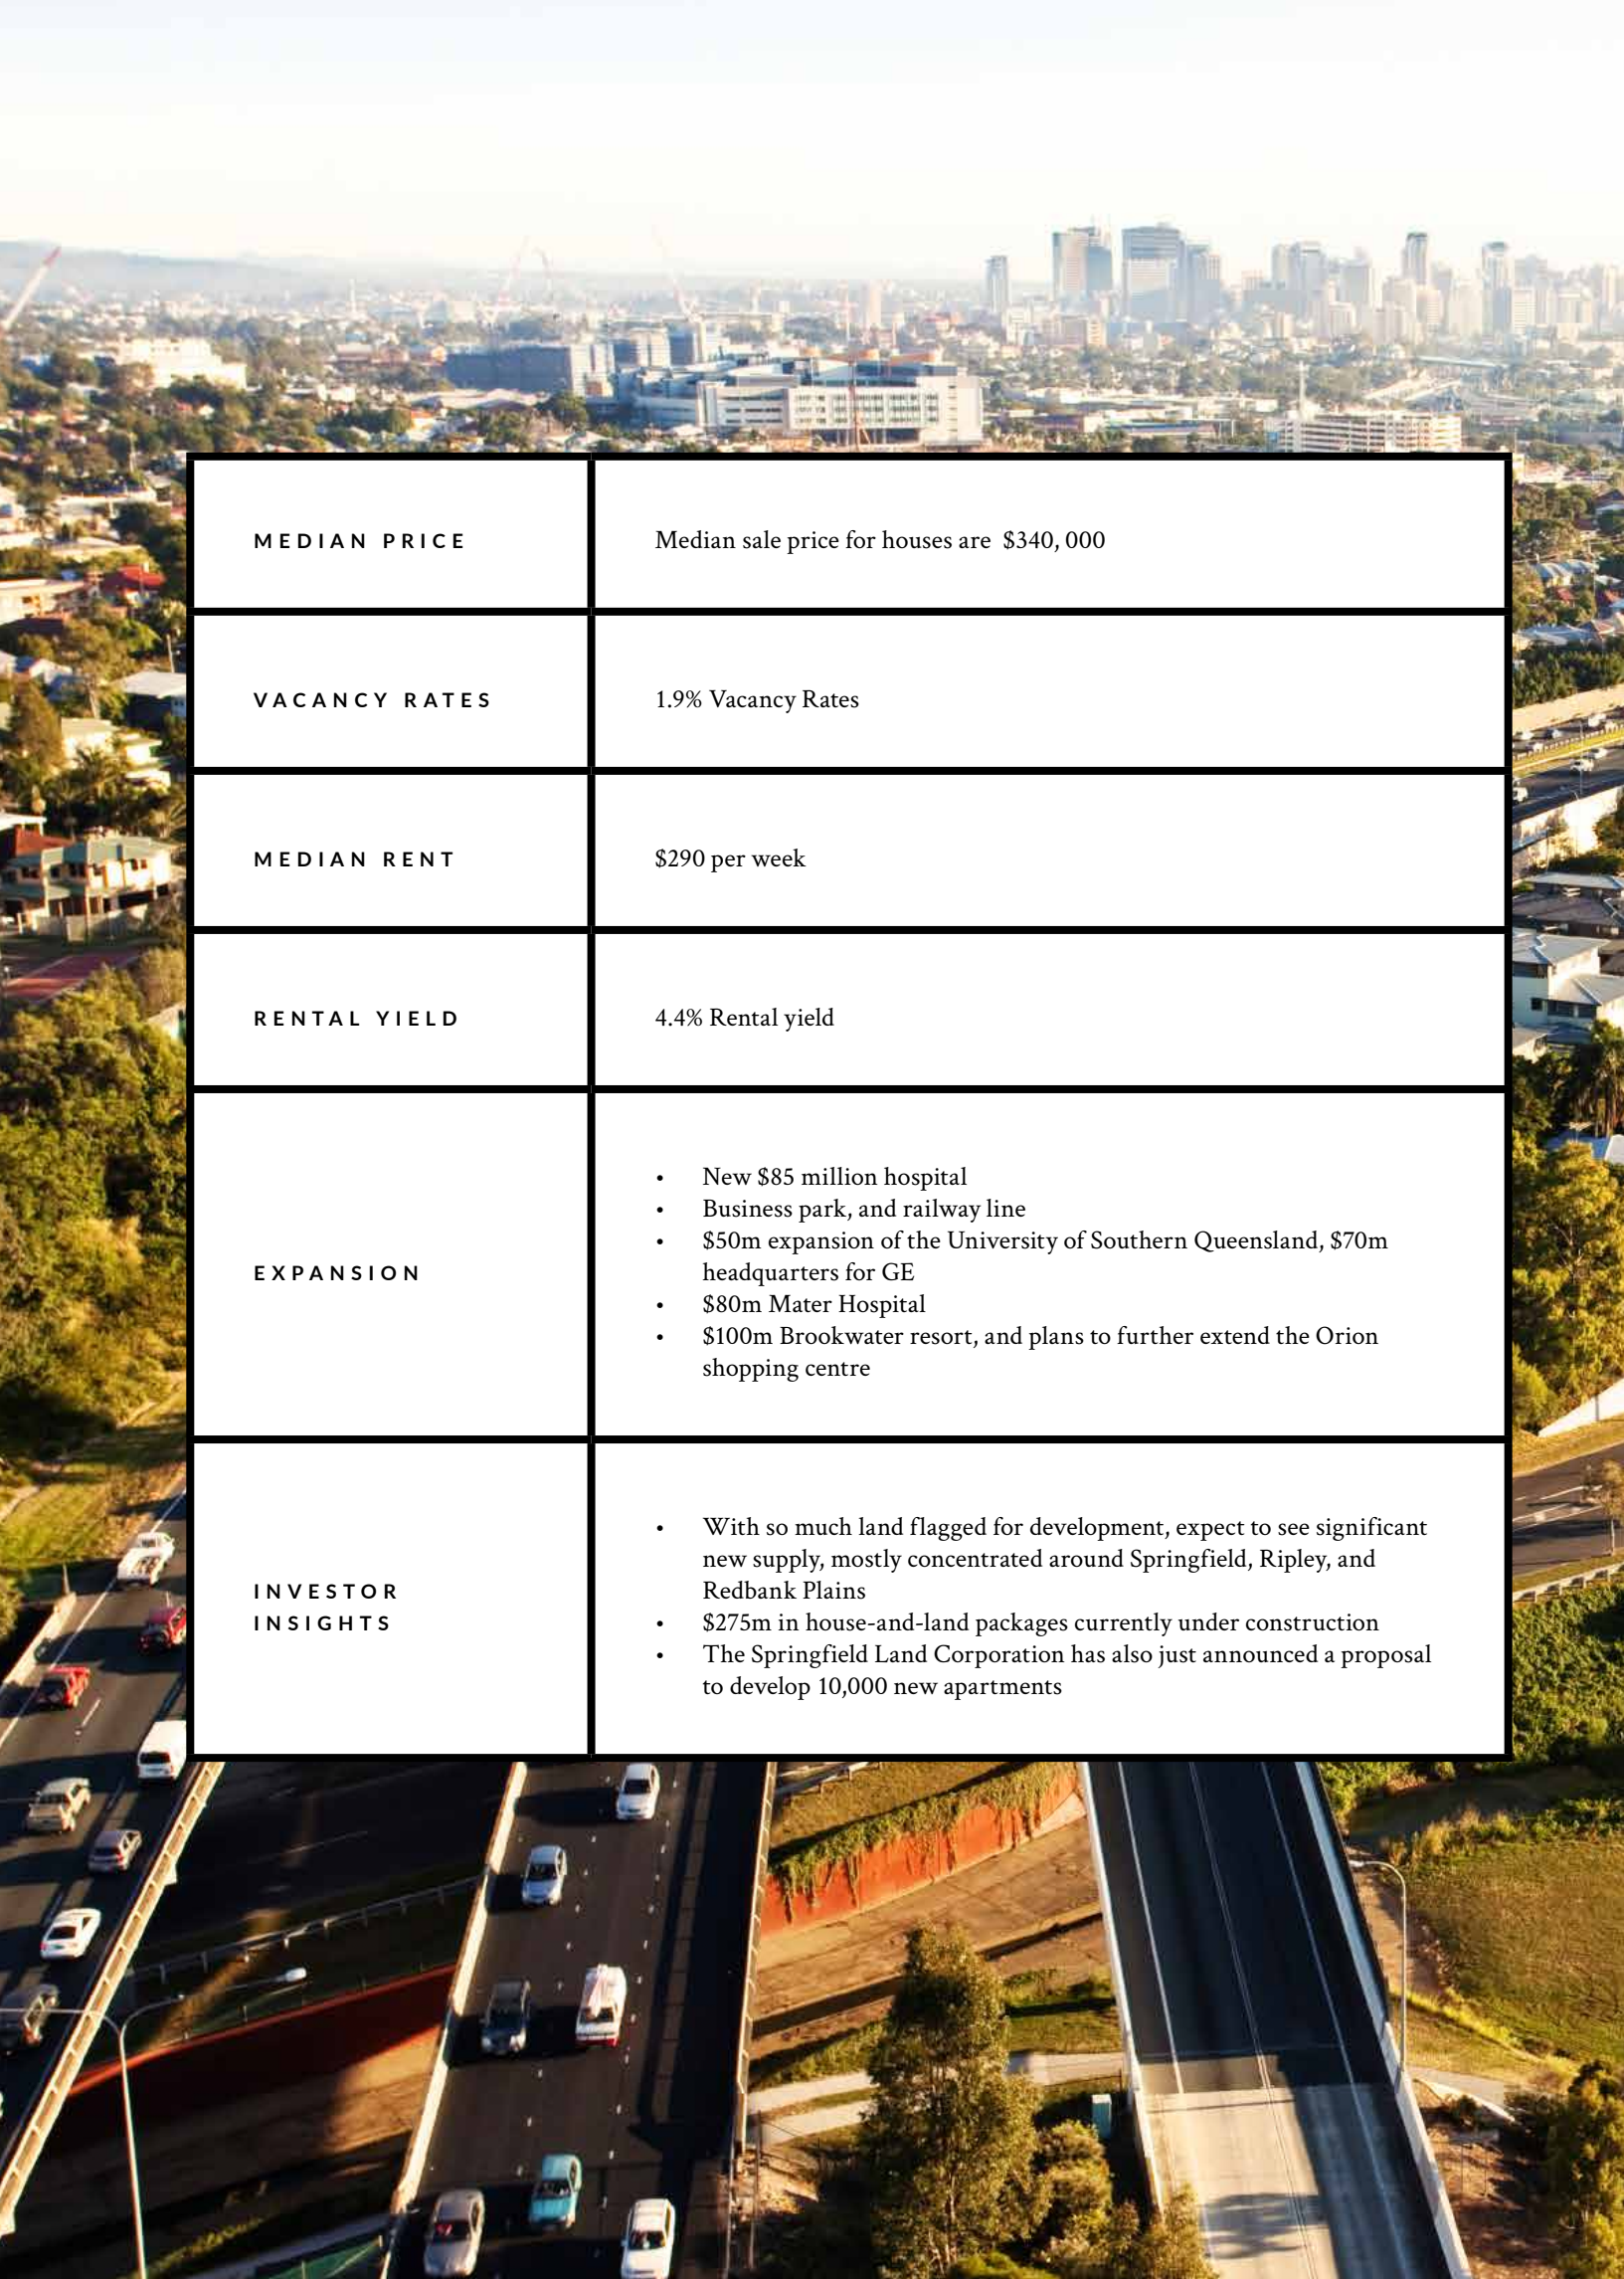 MEDIAN PRICE
Median sale price for houses are  $340, 000
VACANCY RATES
1.9% Vacancy Rates
MEDIAN RENT
$290 per week
RENTAL YIELD
4.4% Rental yield
EXPANSION
• New $85 million hospital
• Business park, and railway line
• $50m expansion of the University of Southern Queensland, $70m
headquarters for GE
• $80m Mater Hospital
• $100m Brookwater resort, and plans to further extend the Orion
shopping centre
INVESTOR
INSIGHTS
• With so much land flagged for development, expect to see significant
new supply, mostly concentrated around Springfield, Ripley, and
Redbank Plains
• $275m in house-and-land packages currently under construction
• The Springfield Land Corporation has also just announced a proposal
to develop 10,000 new apartments